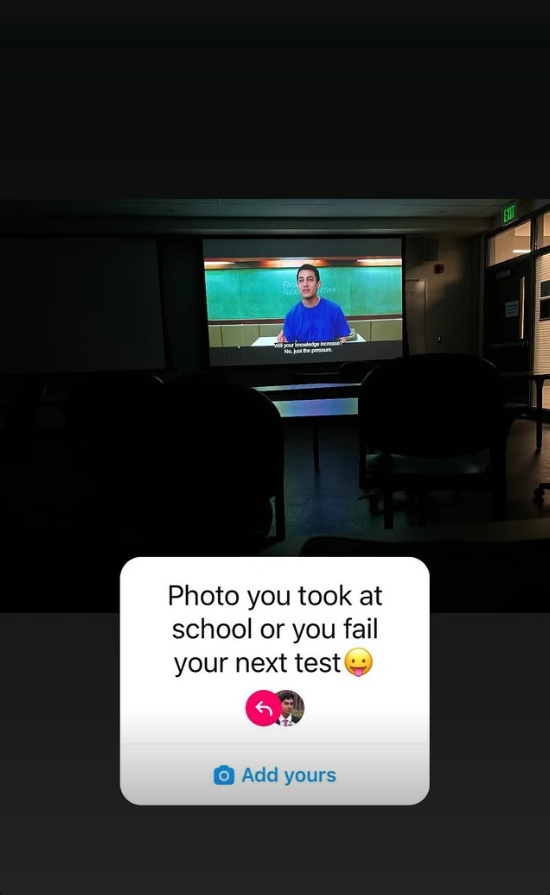 EXIT
Will your knowledge increase?
No, just the pressure.
Photo you took at
school or you fail
your next test😛
Add yours